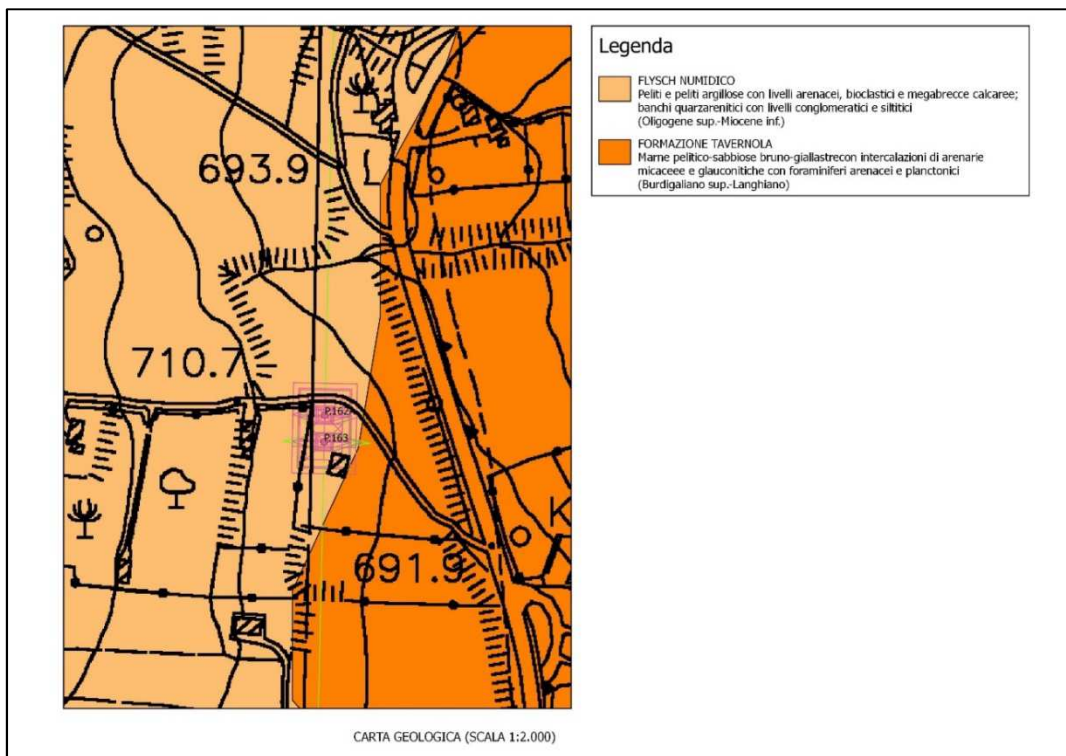 Legenda
FLYSCH NUMIDICO
Peliti e peliti argillose con livelli arenacei, bioclastici e megabrecce calcaree;
banchi quarzarenitici con livelli conglomeratici e siltitici
(Oligogene sup.-Miocene inf.)
FORMAZIONE TAVERNOLA
Marne pelitico-sabbiose bruno-giallastrecon intercalazioni di arenarie
micaceee e glauconitiche con foraminiferi arenacei e planctonici
(Burdigaliano sup.-Langhiano)
693.9
710.7
P.162
P.163
691.9
K
CARTA GEOLOGICA (SCALA 1:2.000)